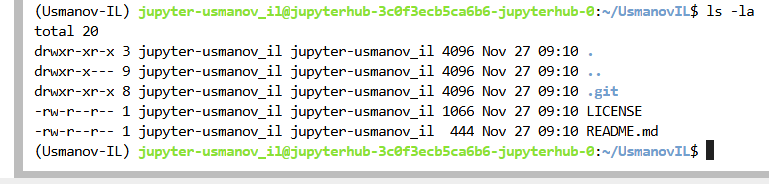 (Usmanov-IL) jupyter-usmanov_il@jupyterhub-3c0f3ecb5ca6b6-jupyterhub-0:~/UsmanovIL$ ls -la
total 20
drwxr-xr-x 3 jupyter-usmanov_il jupyter-usmanov_il 4096 Nov 27 09:10 .
drwxr-x--- 9 jupyter-usmanov_il jupyter-usmanov_il 4096 Nov 27 09:10 ..
drwxr-xr-x 8 jupyter-usmanov_il jupyter-usmanov_il 4096 Nov 27 09:10 .git
-rw-r--r-- 1 jupyter-usmanov_il jupyter-usmanov_il 1066 Nov 27 09:10 LICENSE
-rw-r--r-- 1 jupyter-usmanov_il jupyter-usmanov_il  444 Nov 27 09:10 README.md
(Usmanov-IL) jupyter-usmanov_il@jupyterhub-3c0f3ecb5ca6b6-jupyterhub-0:~/UsmanovIL$